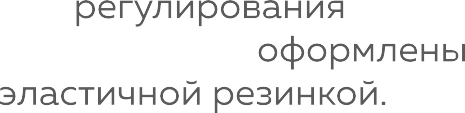 регулирования
оформлены
эластичной резинкой.